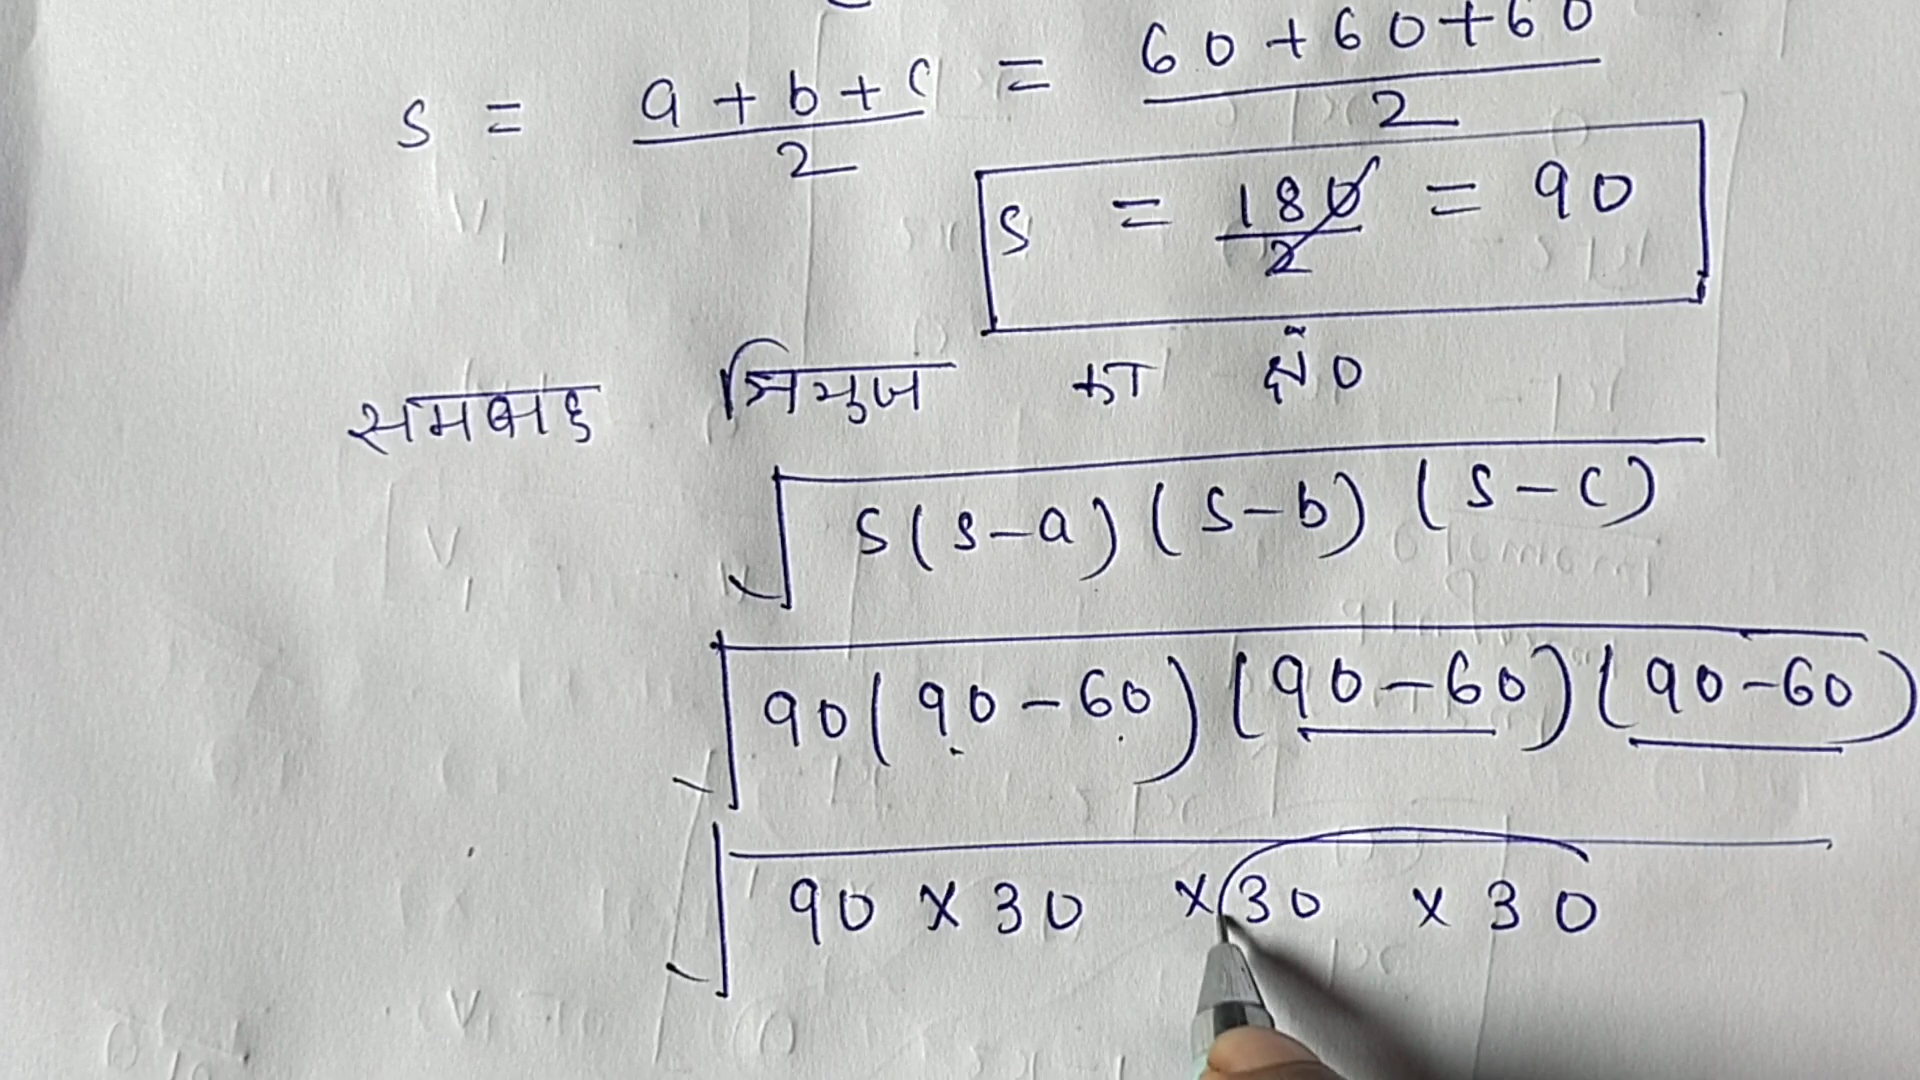 s = a + b + c / 2 = 60 + 60 + 60 / 2
s = 180 / 2 = 90
समबाहु त्रिभुज का क्षे०
√ s(s-a)(s-b)(s-c)
√ 90(90-60)(90-60)(90-60)
√ 90 × 30 × 30 × 30